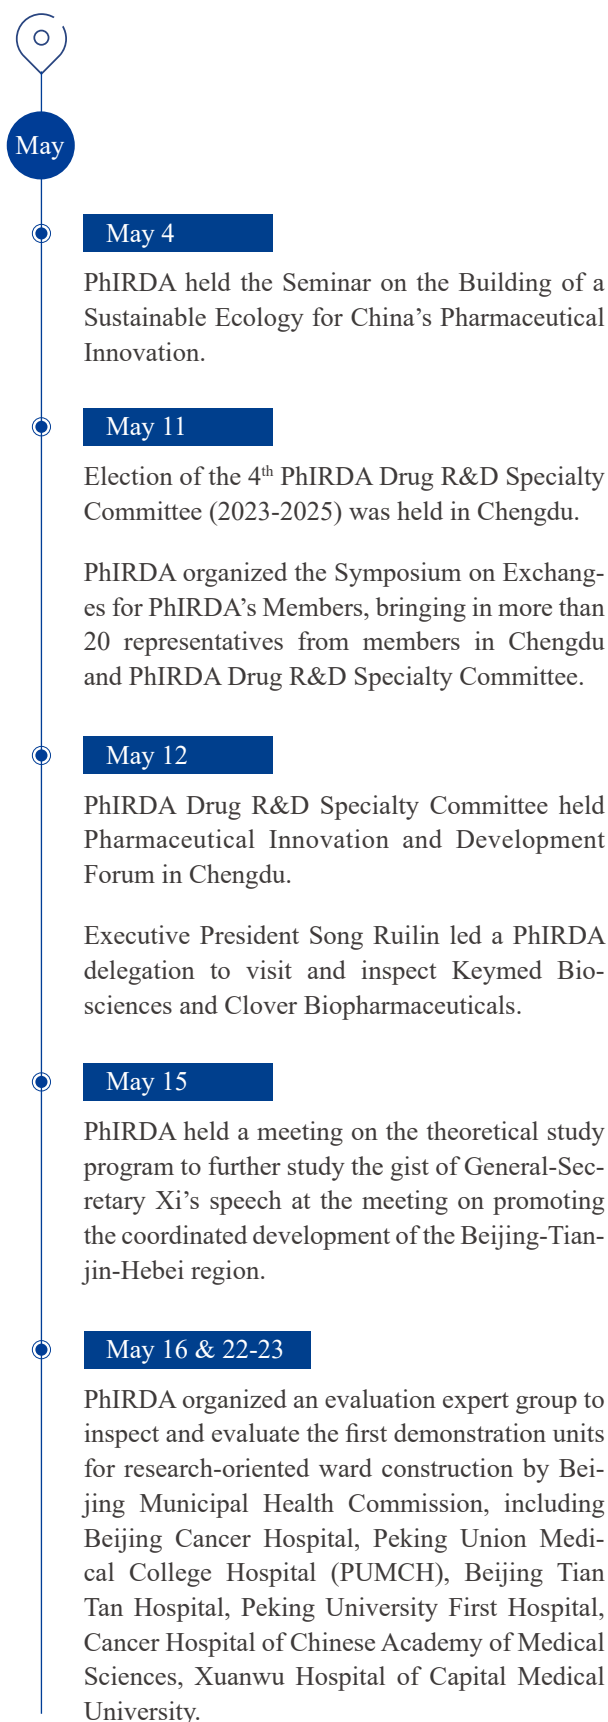 May
May 4
PhIRDA held the Seminar on the Building of a
Sustainable Ecology for China’s Pharmaceutical
Innovation.
May 11
Election of the 4th PhIRDA Drug R&D Specialty
Committee (2023-2025) was held in Chengdu.
PhIRDA organized the Symposium on Exchang-
es for PhIRDA’s Members, bringing in more than
20 representatives from members in Chengdu
and PhIRDA Drug R&D Specialty Committee.
May 12
PhIRDA Drug R&D Specialty Committee held
Pharmaceutical Innovation and Development
Forum in Chengdu.
Executive President Song Ruilin led a PhIRDA
delegation to visit and inspect Keymed Bio-
sciences and Clover Biopharmaceuticals.
May 15
PhIRDA held a meeting on the theoretical study
program to further study the gist of General-Sec-
retary Xi’s speech at the meeting on promoting
the coordinated development of the Beijing-Tian-
jin-Hebei region.
May 16 & 22-23
PhIRDA organized an evaluation expert group to
inspect and evaluate the first demonstration units
for research-oriented ward construction by Bei-
jing Municipal Health Commission, including
Beijing Cancer Hospital, Peking Union Medi-
cal College Hospital (PUMCH), Beijing Tian
Tan Hospital, Peking University First Hospital,
Cancer Hospital of Chinese Academy of Medical
Sciences, Xuanwu Hospital of Capital Medical
University.